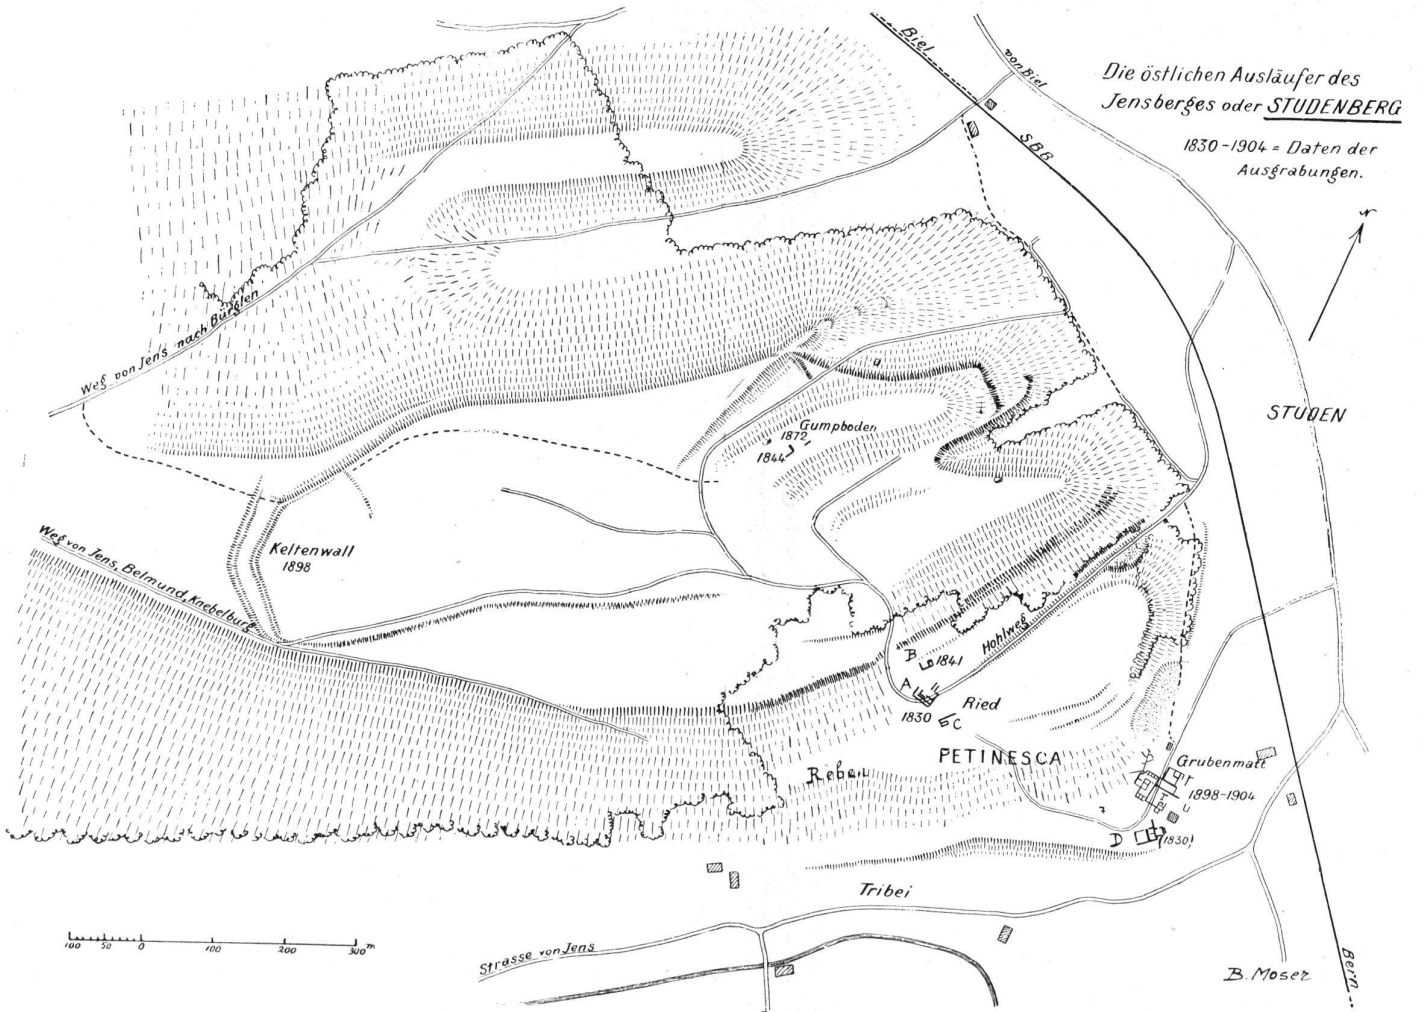 Die östlichen Ausläufer des
Jensberges oder STUDENBERG
1830-1904 = Daten der
Ausgrabungen.
N
Biel
von Biel
SBB
STUDEN
Weg von Jens nach Bürglen
Gumpboden
1872
1844
Keltenwall
1898
Weg von Jens, Belmund, Knebelburg
Hohlweg
B
1841
A
Ried
1830
C
PETINESCA
Reben
Grubenmatt
1898-1904
D
1830
Tribei
Strasse von Jens
100 50 0 100 200 300 m
B. Moser
Bern